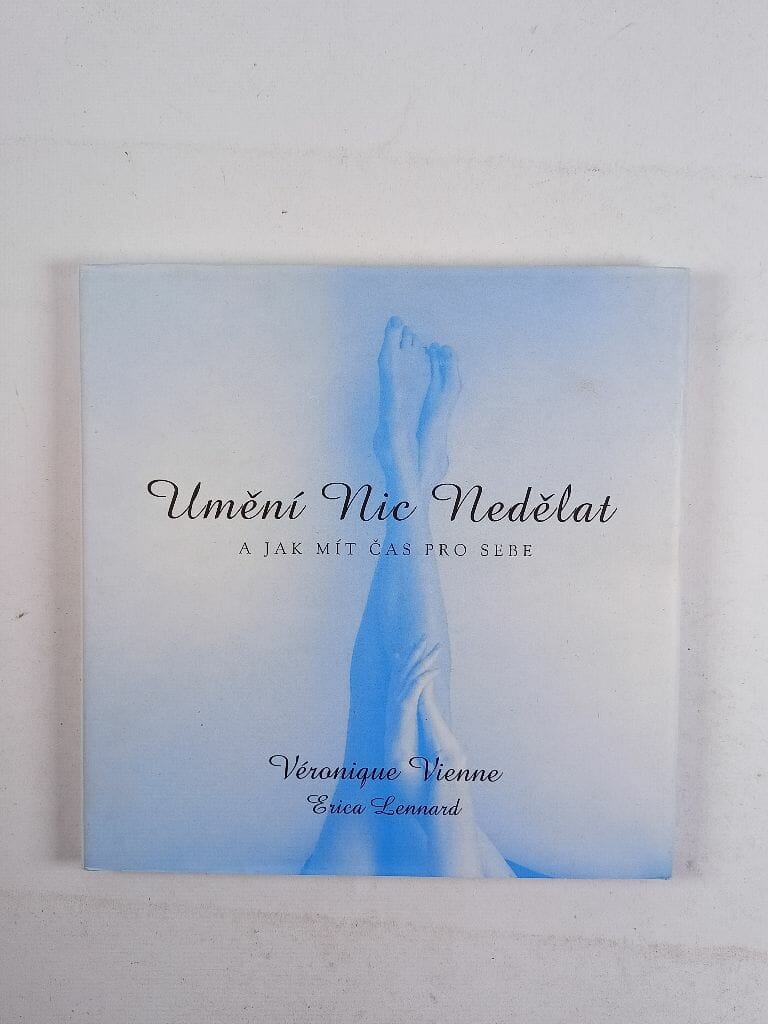 Umění Nic Nedělat
A JAK MÍT ČAS PRO SEBE
Véronique Vienne
Erica Lennard